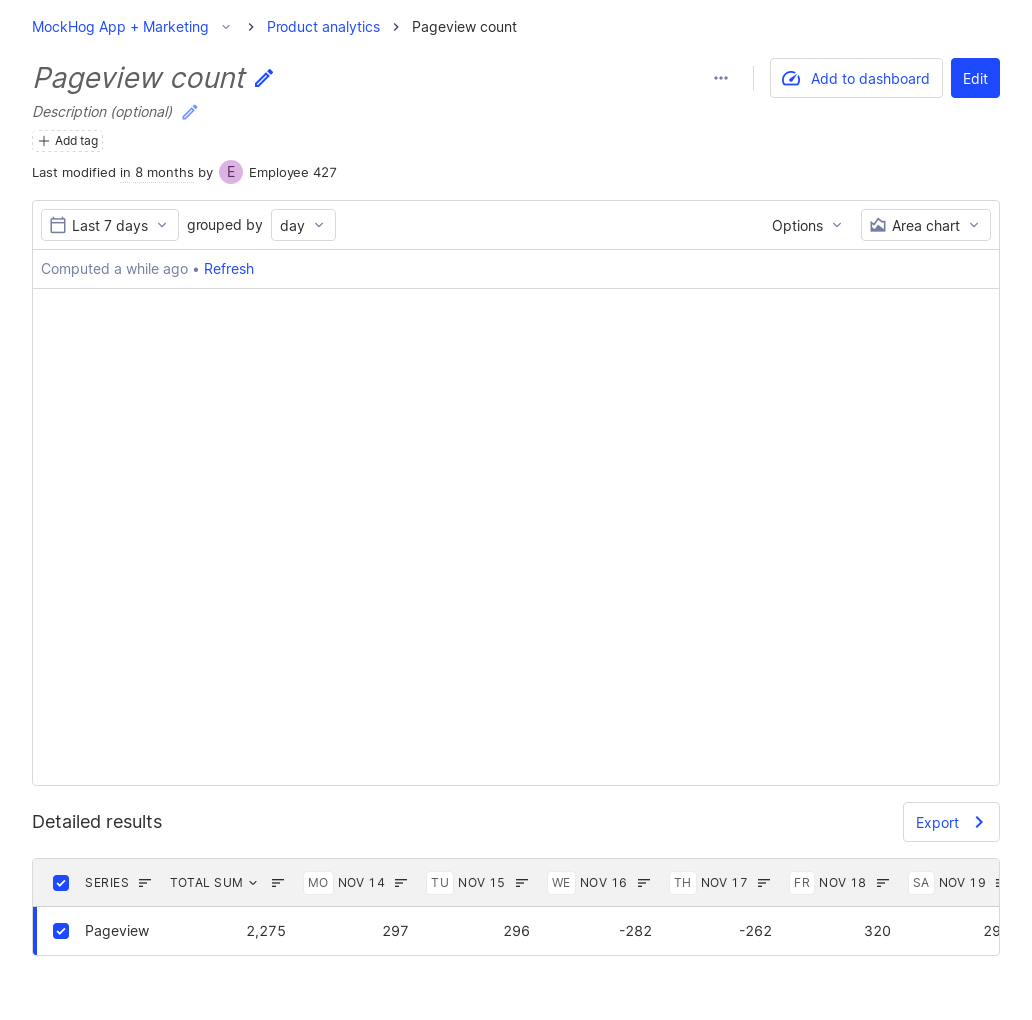 MockHog App + Marketing Product analytics Pageview count
Pageview count
Add to dashboard
Edit
Description (optional)
Add tag
Last modified in 8 months by E Employee 427
Last 7 days grouped by day Options Area chart
Computed a while ago • Refresh
Detailed results
Export
SERIES TOTAL SUM MO NOV 14 TU NOV 15 WE NOV 16 TH NOV 17 FR NOV 18 SA NOV 19
Pageview 2,275 297 296 -282 -262 320